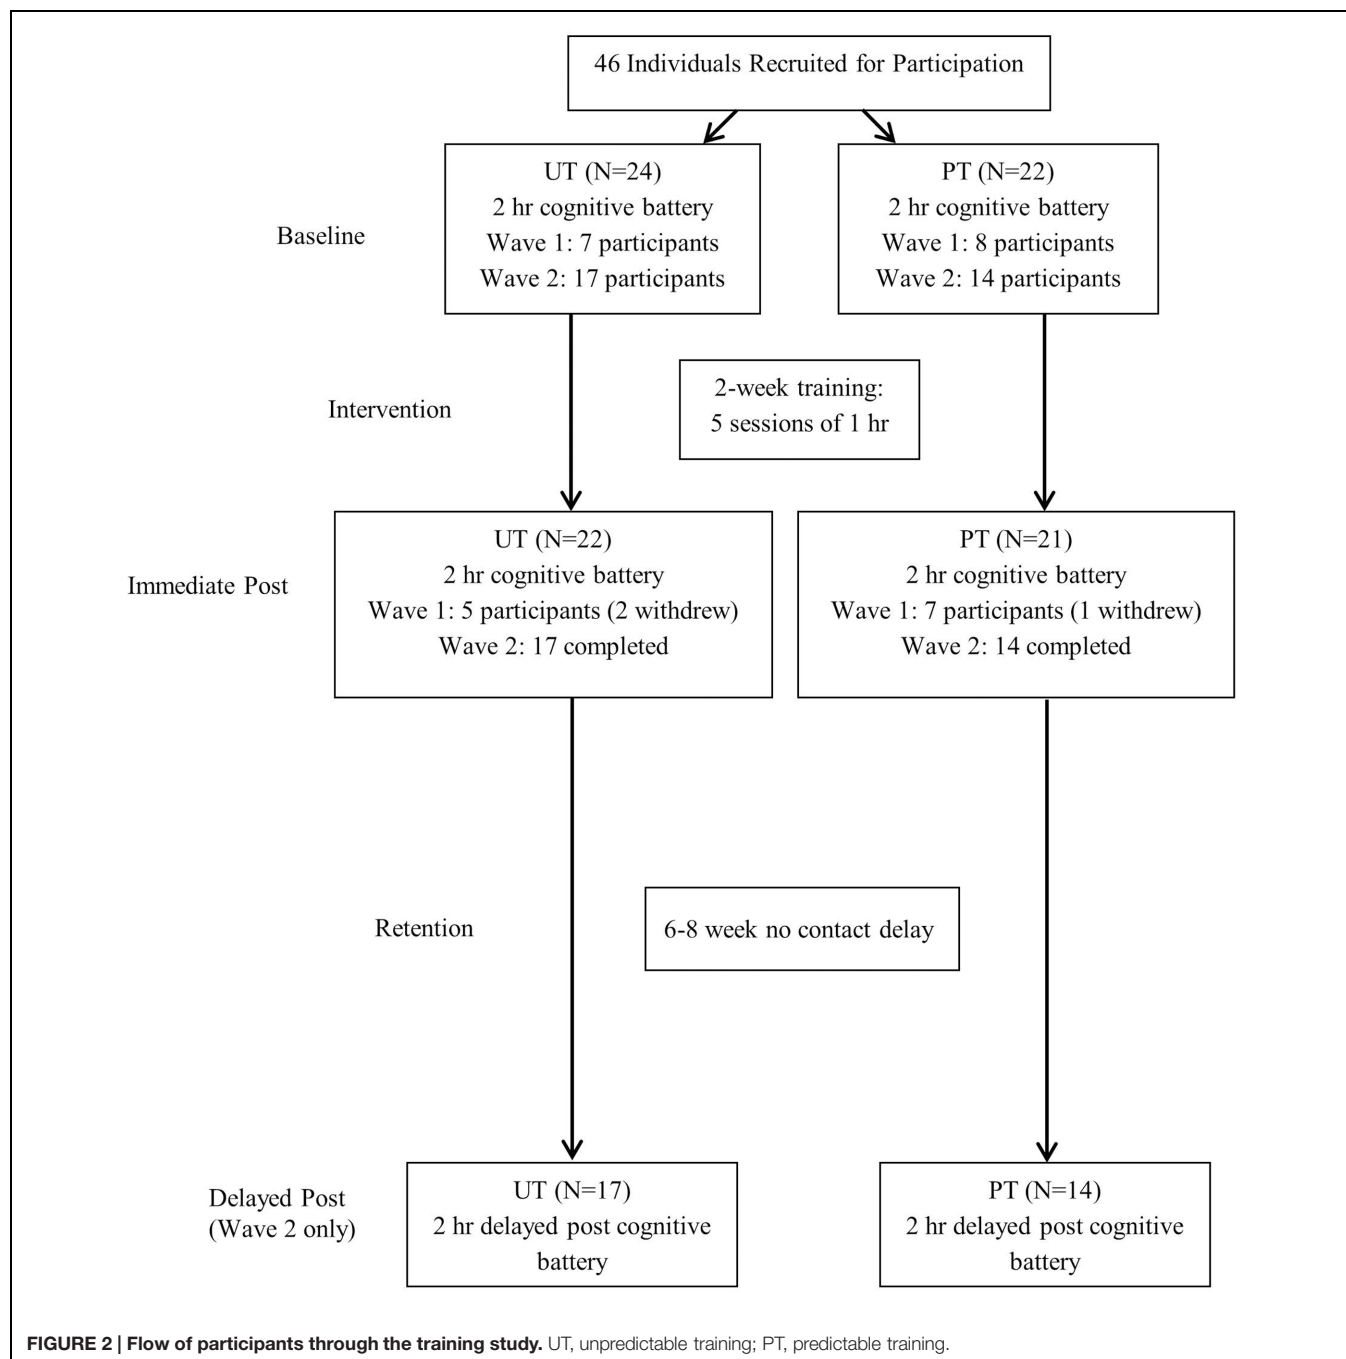 46 Individuals Recruited for Participation
UT (N=24)
2 hr cognitive battery
Wave 1: 7 participants
Wave 2: 17 participants
PT (N=22)
2 hr cognitive battery
Wave 1: 8 participants
Wave 2: 14 participants
Baseline
2-week training:
5 sessions of 1 hr
Intervention
UT (N=22)
2 hr cognitive battery
Wave 1: 5 participants (2 withdrew)
Wave 2: 17 completed
PT (N=21)
2 hr cognitive battery
Wave 1: 7 participants (1 withdrew)
Wave 2: 14 completed
Immediate Post
Retention
6-8 week no contact delay
Delayed Post
(Wave 2 only)
UT (N=17)
2 hr delayed post cognitive
battery
PT (N=14)
2 hr delayed post cognitive
battery
FIGURE 2 | Flow of participants through the training study. UT, unpredictable training; PT, predictable training.